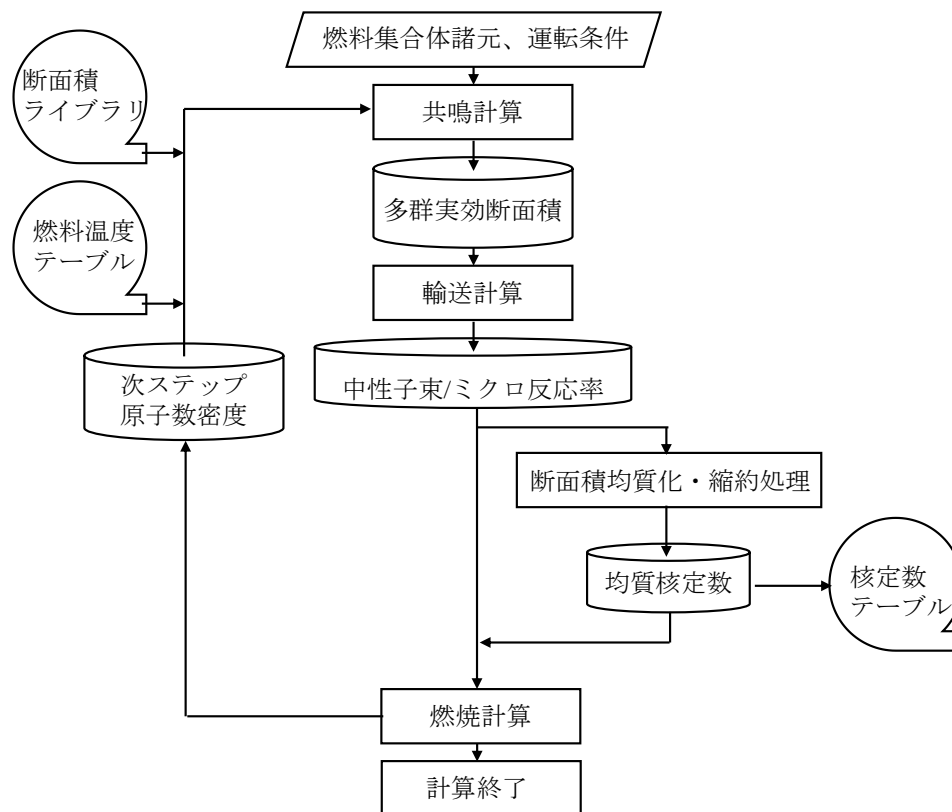 燃料集合体諸元、運転条件
断面積
ライブラリ
共鳴計算
多群実効断面積
燃料温度
テーブル
輸送計算
次ステップ
原子数密度
中性子束/ミクロ反応率
断面積均質化・縮約処理
均質核定数
核定数
テーブル
燃焼計算
計算終了